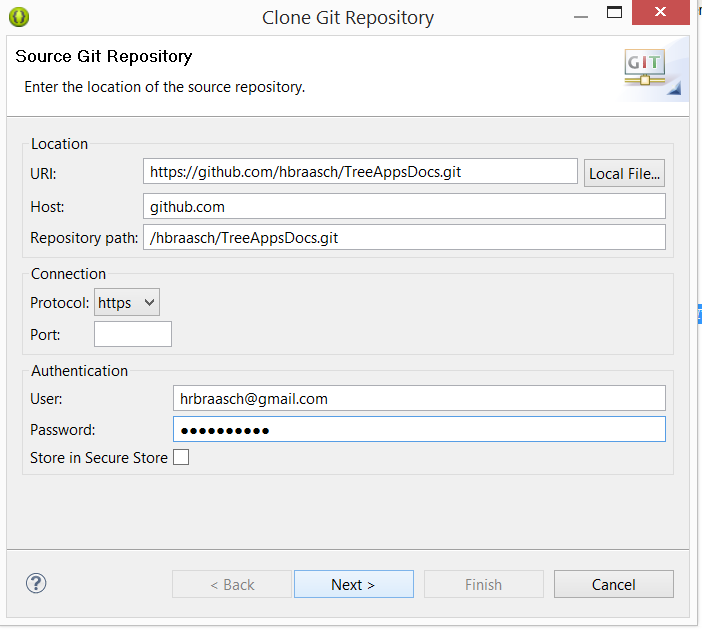 Clone Git Repository
Source Git Repository
Enter the location of the source repository.
GIT
Location
URI: https://github.com/hbraasch/TreeAppsDocs.git Local File...
Host: github.com
Repository path: /hbraasch/TreeAppsDocs.git
Connection
Protocol: https
Port:
Authentication
User: hrbraasch@gmail.com
Password: ●●●●●●●●●●
Store in Secure Store
< Back Next > Finish Cancel